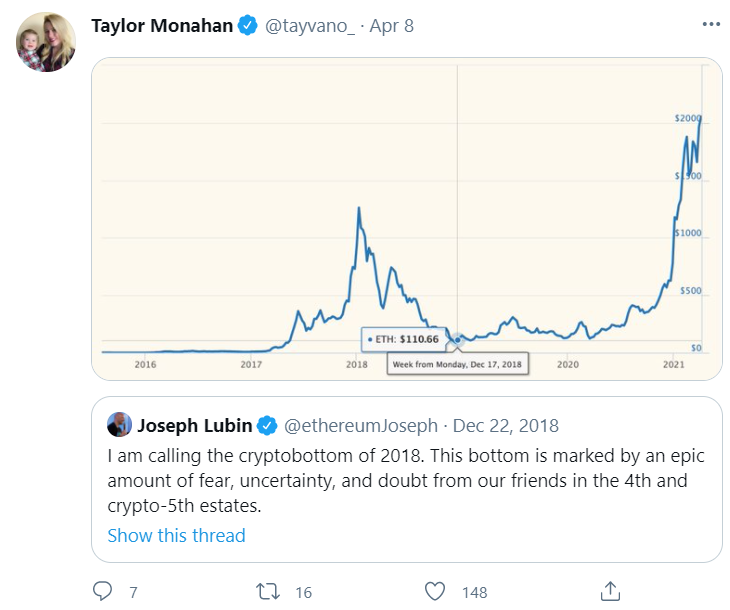 Taylor Monahan @tayvano_ · Apr 8
$2000
$1500
$1000
$500
$0
• ETH: $110.66
Week from Monday, Dec 17, 2018
2016 2017 2018 2020 2021
Joseph Lubin @ethereumJoseph · Dec 22, 2018
I am calling the cryptobottom of 2018. This bottom is marked by an epic
amount of fear, uncertainty, and doubt from our friends in the 4th and
crypto-5th estates.
Show this thread
7 16 148